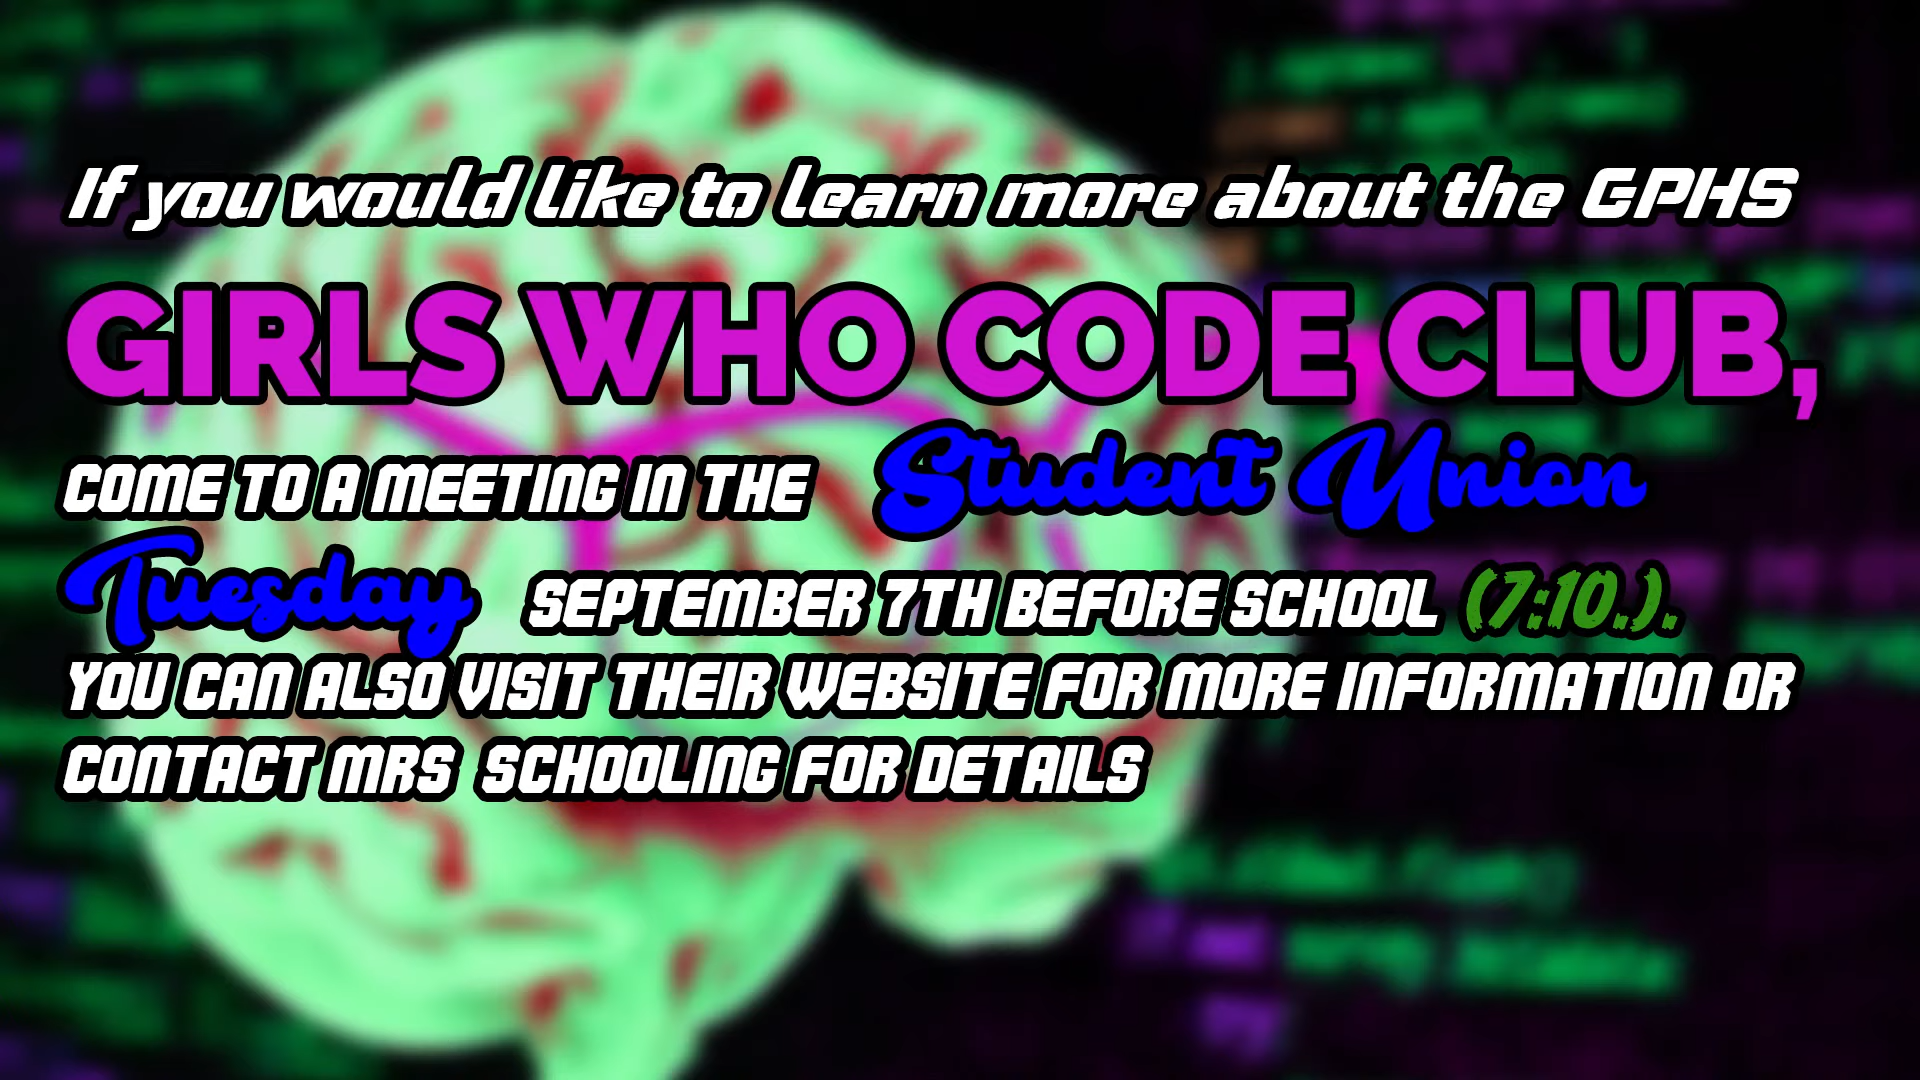 If you would like to learn more about the GPHS
GIRLS WHO CODE CLUB,
COME TO A MEETING IN THE Student Union
Tuesday SEPTEMBER 7TH BEFORE SCHOOL (7:10.).
YOU CAN ALSO VISIT THEIR WEBSITE FOR MORE INFORMATION OR
CONTACT MRS SCHOOLING FOR DETAILS